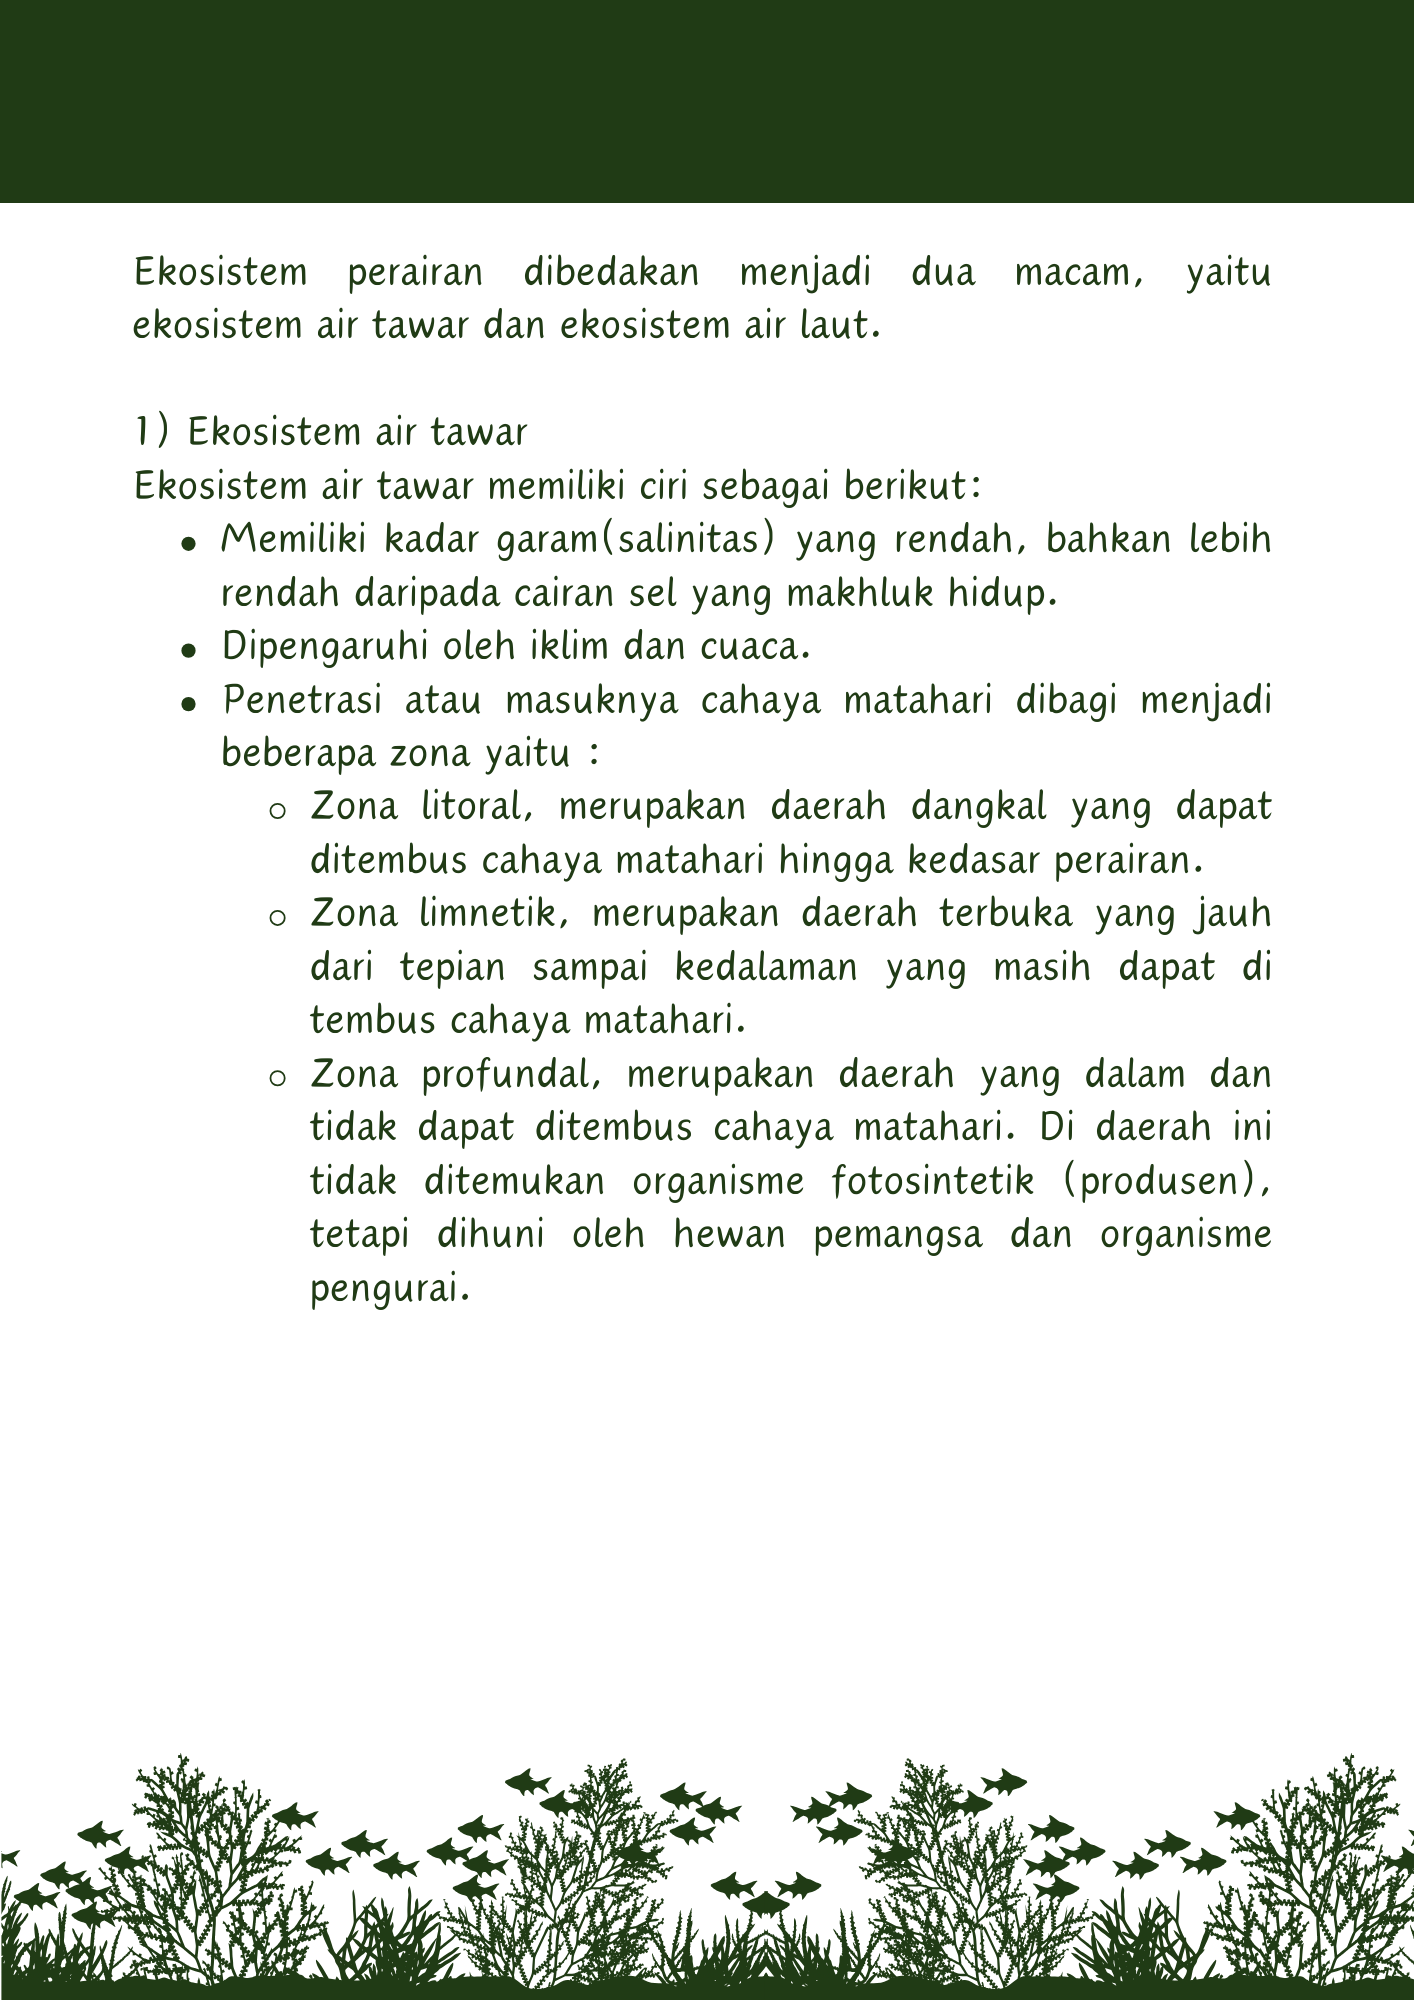 Ekosistem perairan dibedakan menjadi dua macam, yaitu
ekosistem air tawar dan ekosistem air laut.
1) Ekosistem air tawar
Ekosistem air tawar memiliki ciri sebagai berikut:
• Memiliki kadar garam(salinitas) yang rendah, bahkan lebih
rendah daripada cairan sel yang makhluk hidup.
• Dipengaruhi oleh iklim dan cuaca.
• Penetrasi atau masuknya cahaya matahari dibagi menjadi
beberapa zona yaitu :
○ Zona litoral, merupakan daerah dangkal yang dapat
ditembus cahaya matahari hingga kedasar perairan.
○ Zona limnetik, merupakan daerah terbuka yang jauh
dari tepian sampai kedalaman yang masih dapat di
tembus cahaya matahari.
○ Zona profundal, merupakan daerah yang dalam dan
tidak dapat ditembus cahaya matahari. Di daerah ini
tidak ditemukan organisme fotosintetik (produsen),
tetapi dihuni oleh hewan pemangsa dan organisme
pengurai.